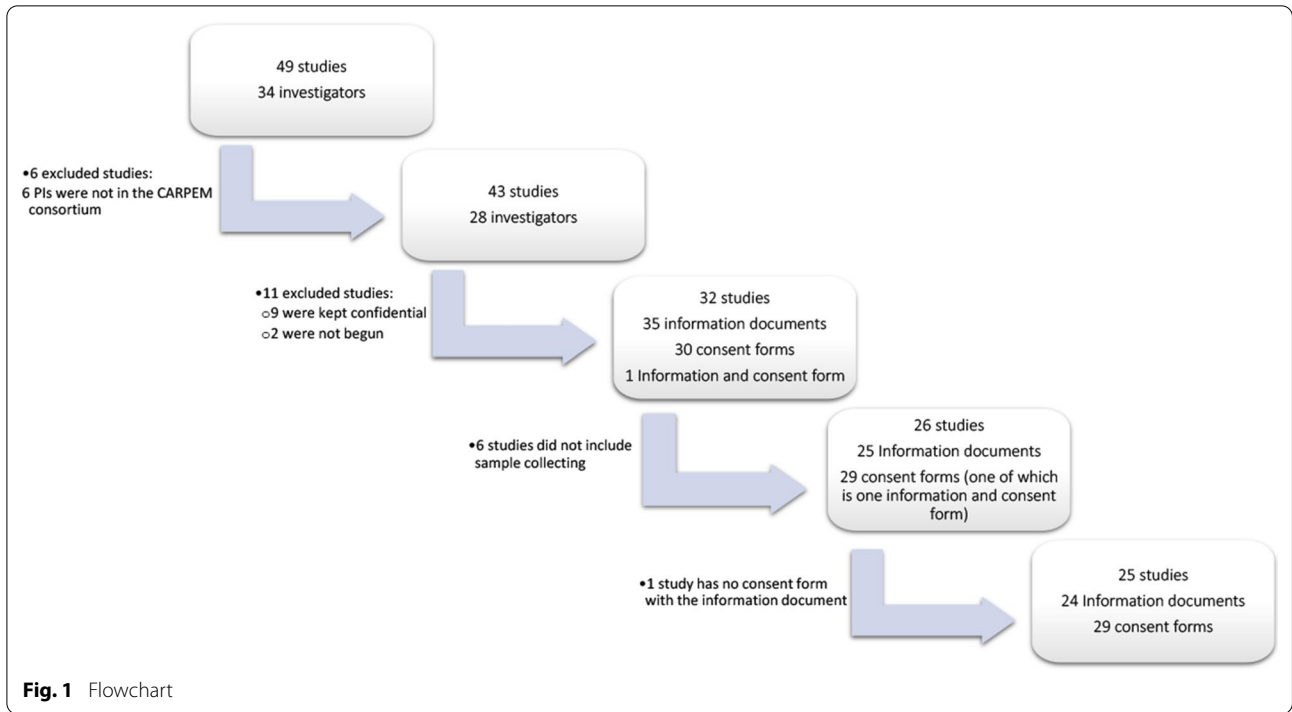 49 studies
34 investigators
•6 excluded studies:
6 PIs were not in the CARPEM
consortium
43 studies
28 investigators
•11 excluded studies:
o9 were kept confidential
o2 were not begun
32 studies
35 information documents
30 consent forms
1 Information and consent form
•6 studies did not include
sample collecting
26 studies
25 Information documents
29 consent forms (one of which
is one information and consent
form)
•1 study has no consent form
with the information document
25 studies
24 Information documents
29 consent forms
Fig. 1 Flowchart